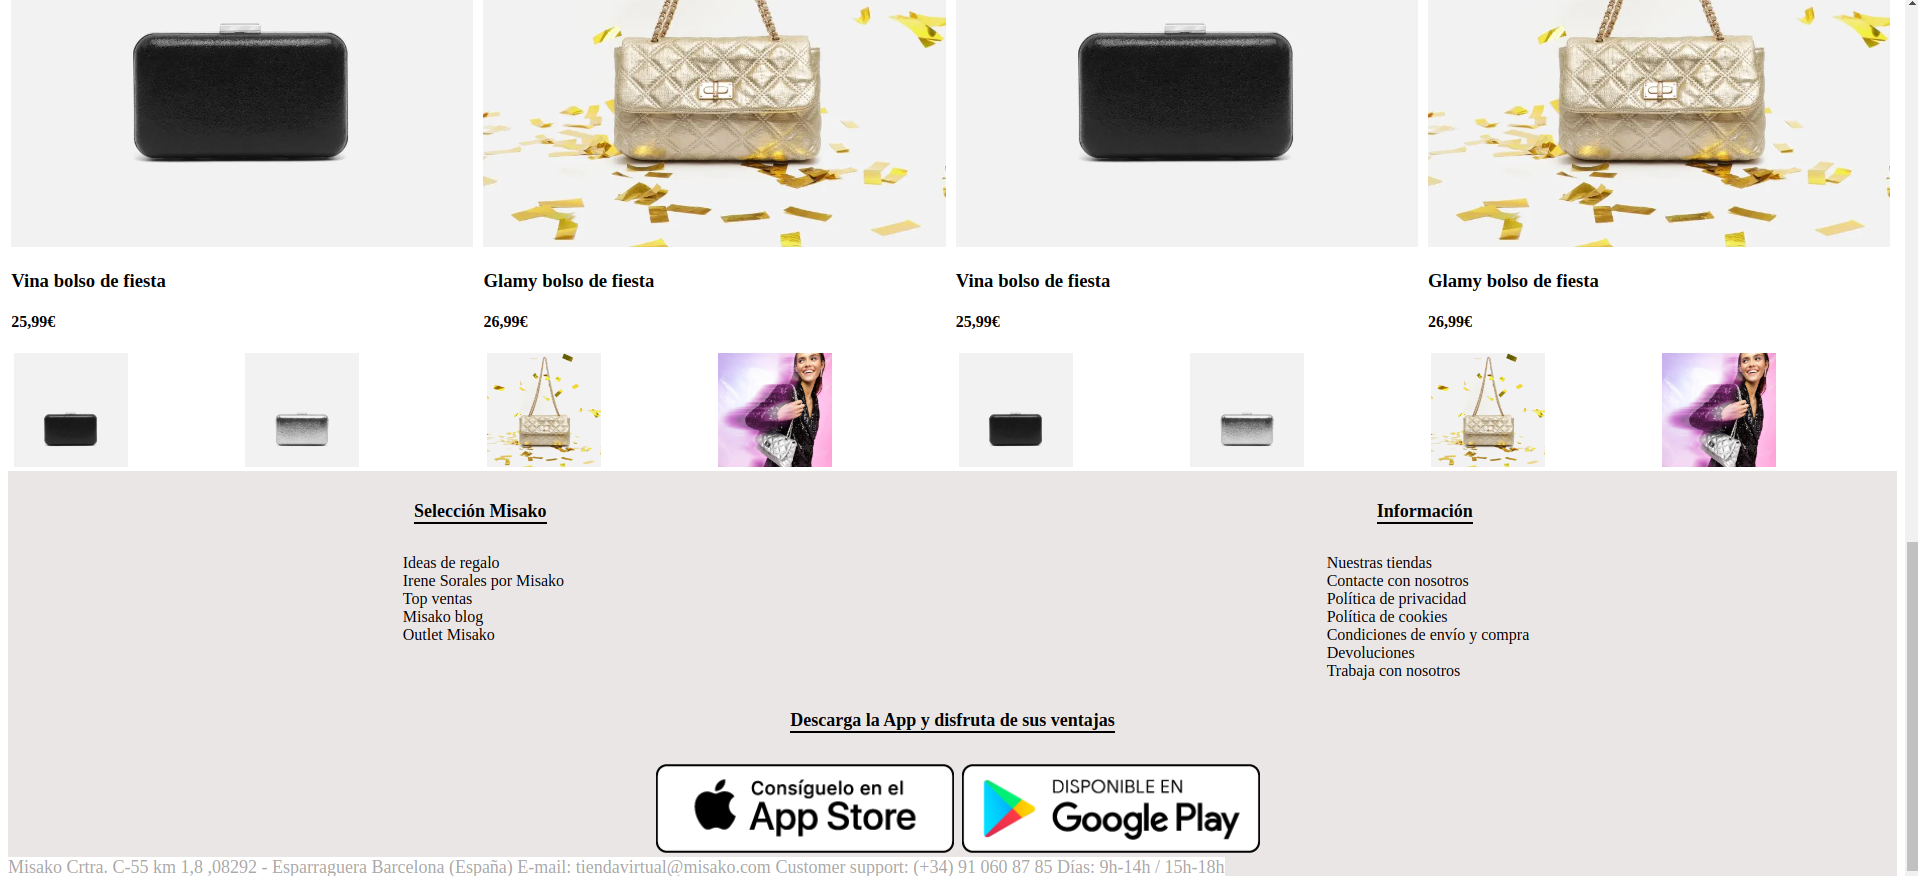 Vina bolso de fiesta
Glamy bolso de fiesta
Vina bolso de fiesta
Glamy bolso de fiesta
25,99€
26,99€
25,99€
26,99€
Selección Misako
Ideas de regalo
Irene Sorales por Misako
Top ventas
Misako blog
Outlet Misako
Información
Nuestras tiendas
Contacte con nosotros
Política de privacidad
Política de cookies
Condiciones de envío y compra
Devoluciones
Trabaja con nosotros
Descarga la App y disfruta de sus ventajas
Consíguelo en el
App Store
DISPONIBLE EN
Google Play
Misako Crtra. C-55 km 1,8 ,08292 - Esparraguera Barcelona (España) E-mail: tiendavirtual@misako.com Customer support: (+34) 91 060 87 85 Días: 9h-14h / 15h-18h